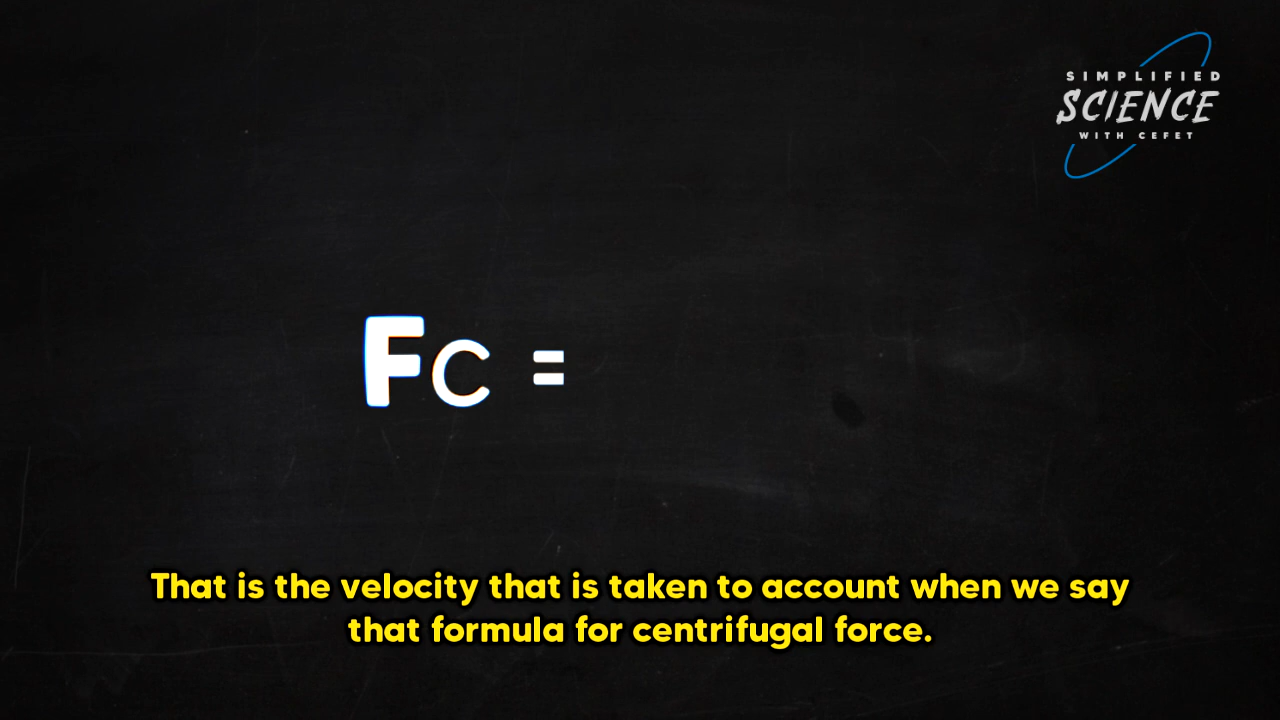 SIMPLIFIED
SCIENCE
WITH CEFET
Fc =
That is the velocity that is taken to account when we say
that formula for centrifugal force.